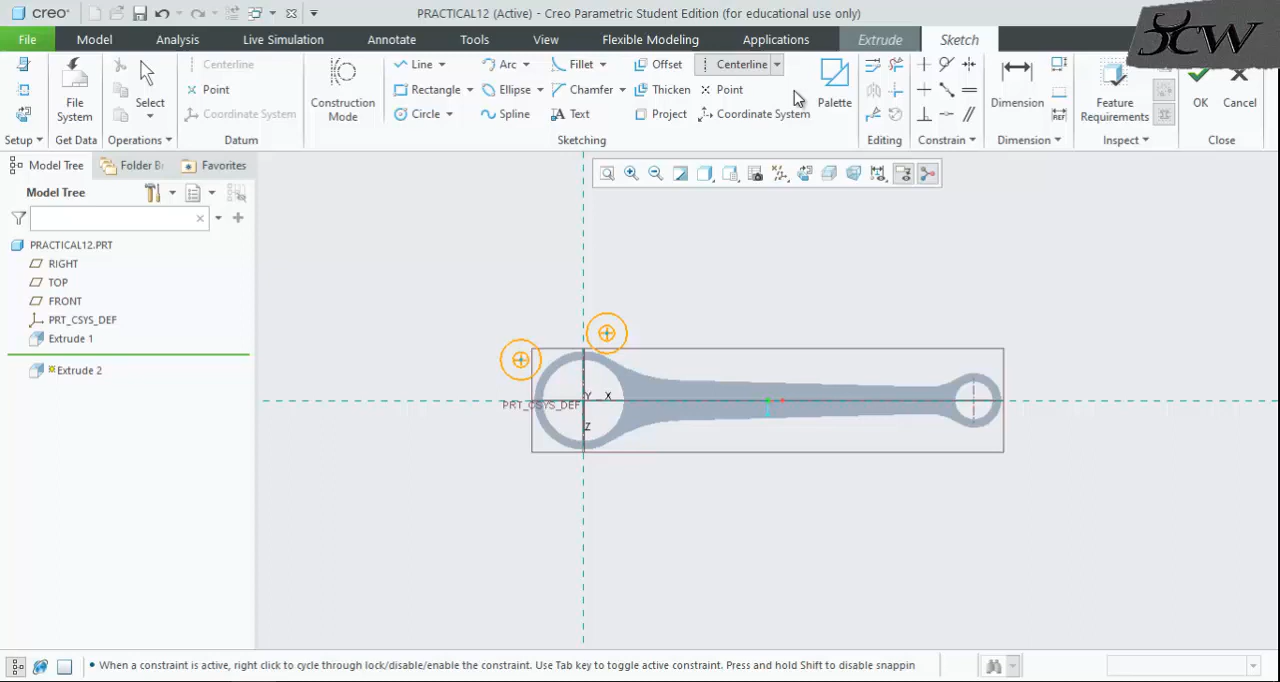 creo PRACTICAL12 (Active) - Creo Parametric Student Edition (for educational use only)
File Model Analysis Live Simulation Annotate Tools View Flexible Modeling Applications Extrude Sketch
XCW
Centerline Line Arc Fillet Offset Centerline
Point Rectangle Ellipse Chamfer Thicken Point
File System Select Construction Mode Palette Dimension Feature Requirements OK Cancel
Coordinate System Circle Spline Text Project Coordinate System
REF
Setup Get Data Operations Datum Sketching Editing Constrain Dimension Inspect Close
Model Tree Folder Br Favorites
Model Tree
PRACTICAL12.PRT
RIGHT
TOP
FRONT
PRT_CSYS_DEF
Extrude 1
Extrude 2
Y X
PRT_CSYS_DEF
Z
When a constraint is active, right click to cycle through lock/disable/enable the constraint. Use Tab key to toggle active constraint. Press and hold Shift to disable snappin